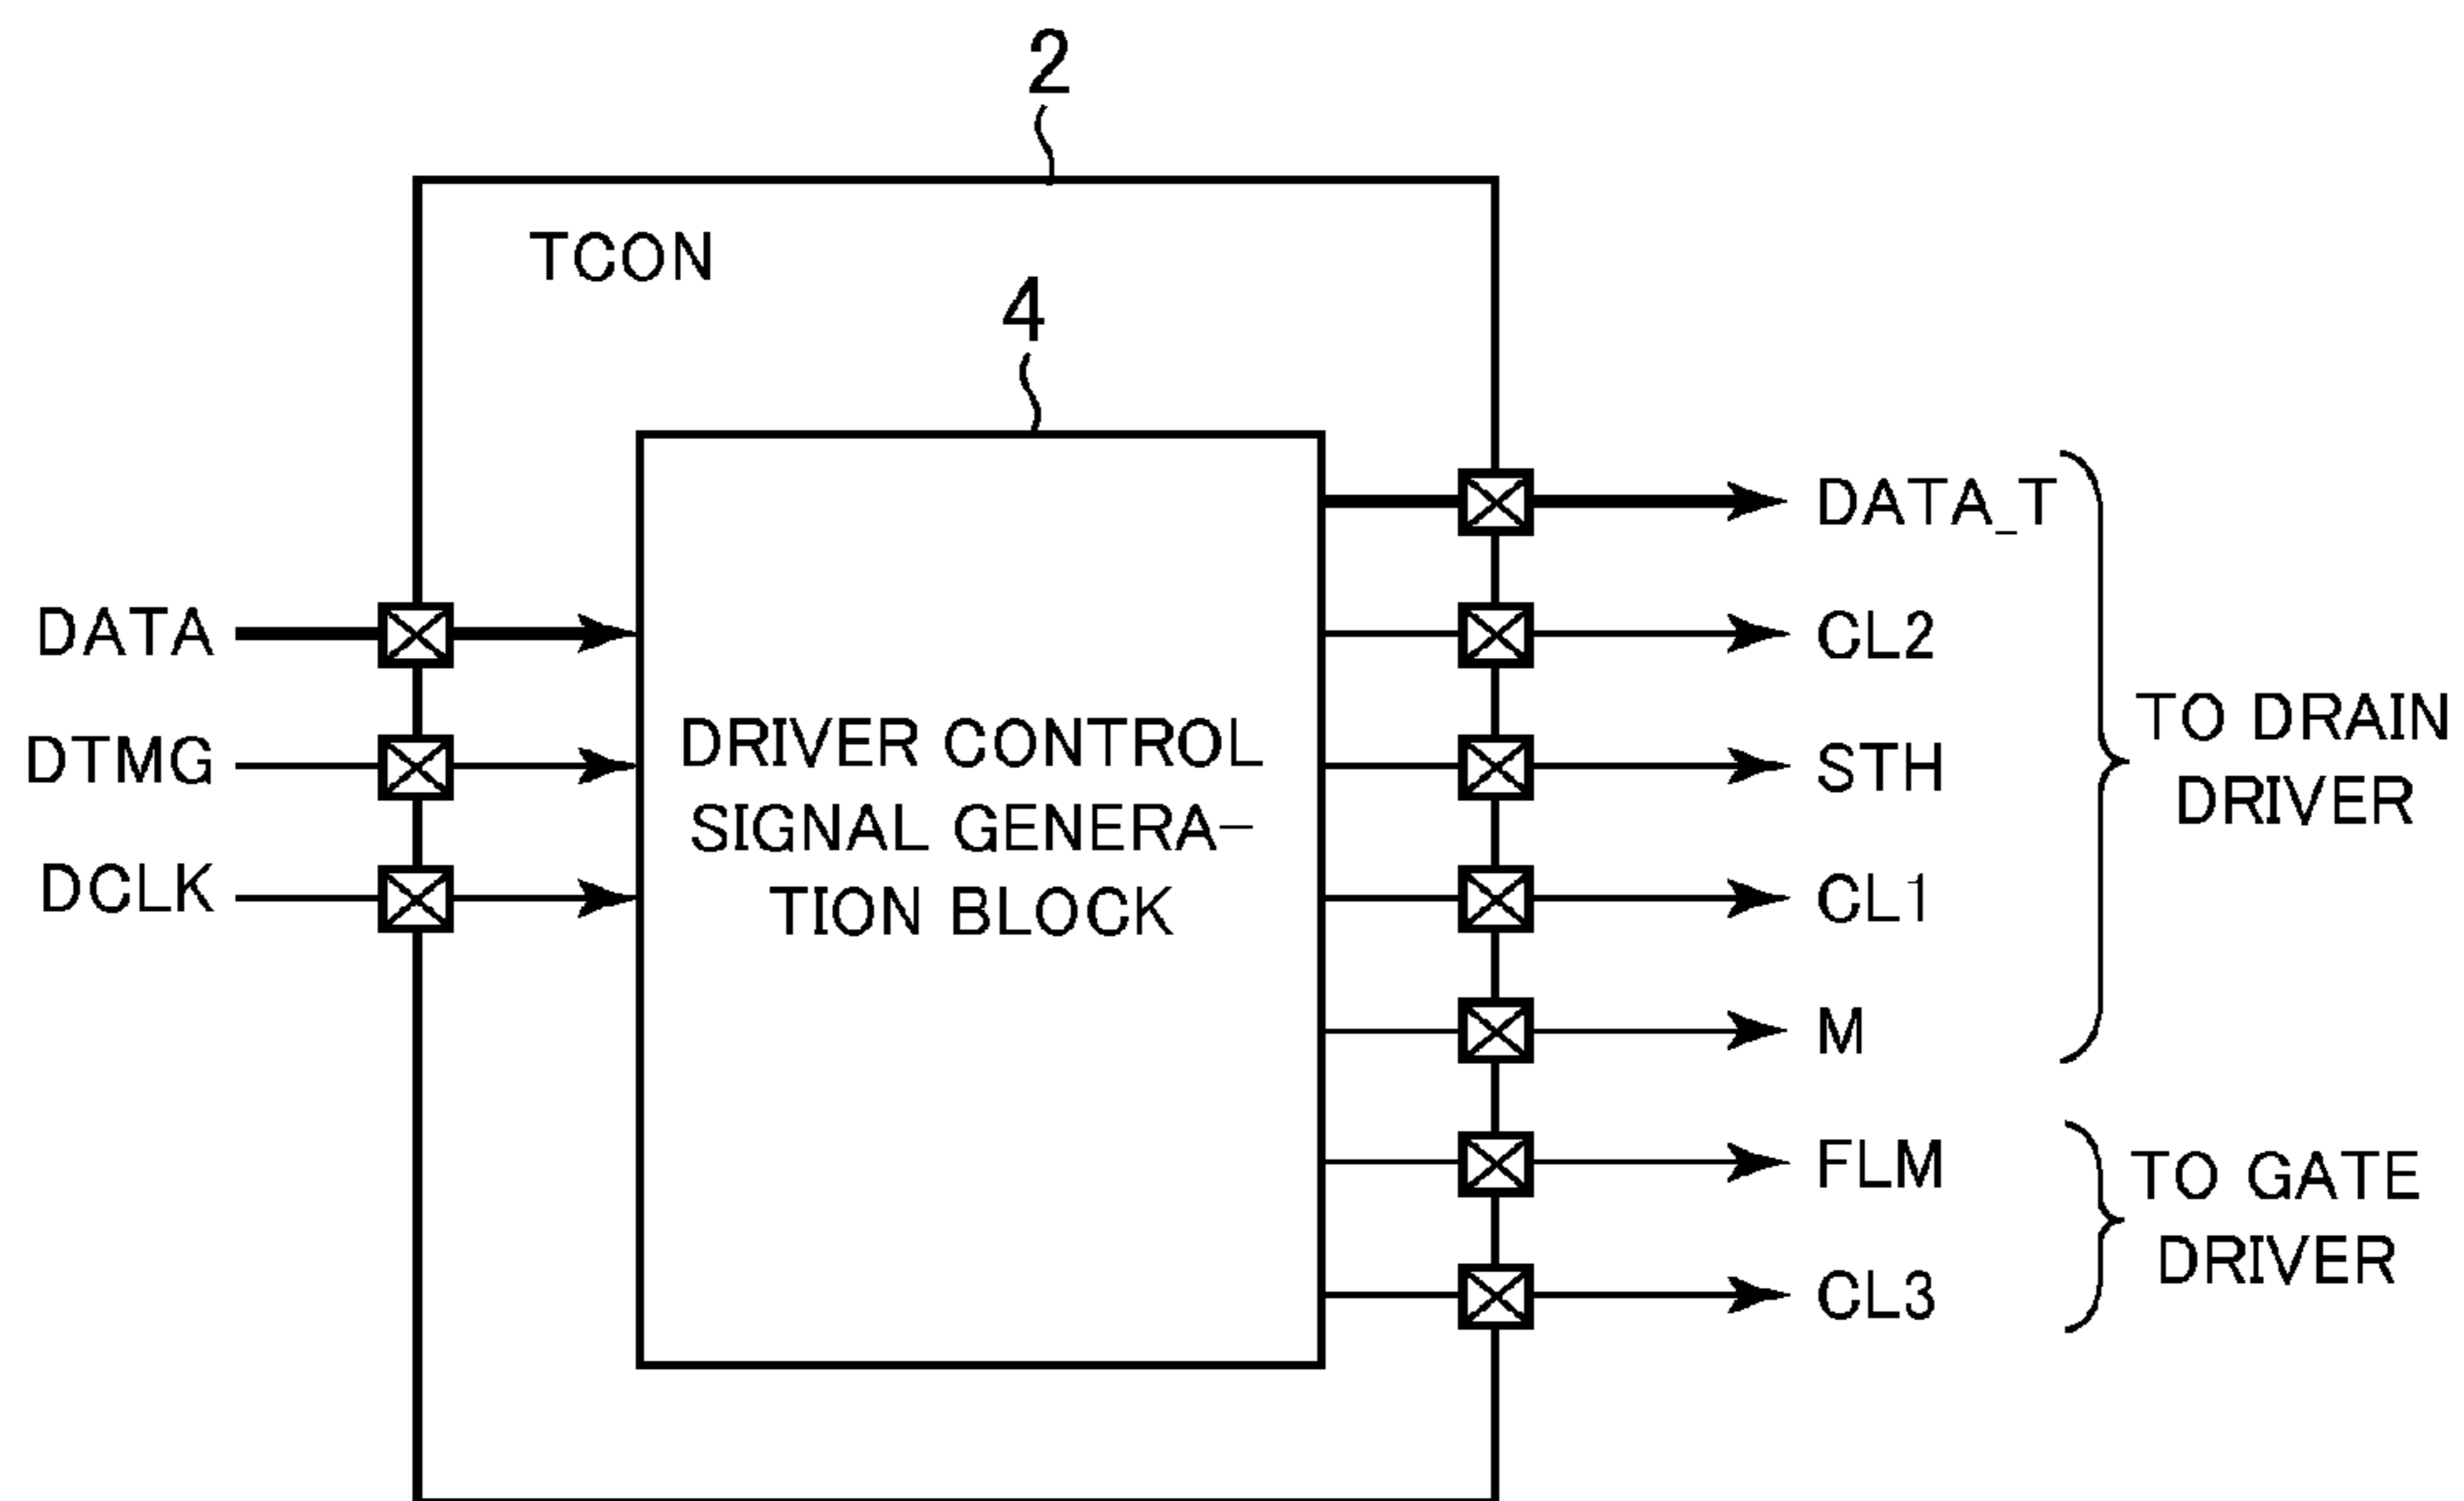 2
TCON
4
DATA
DTMG
DCLK
DRIVER CONTROL
SIGNAL GENERA-
TION BLOCK
DATA_T
CL2
STH
CL1
M
FLM
CL3
TO DRAIN
DRIVER
TO GATE
DRIVER